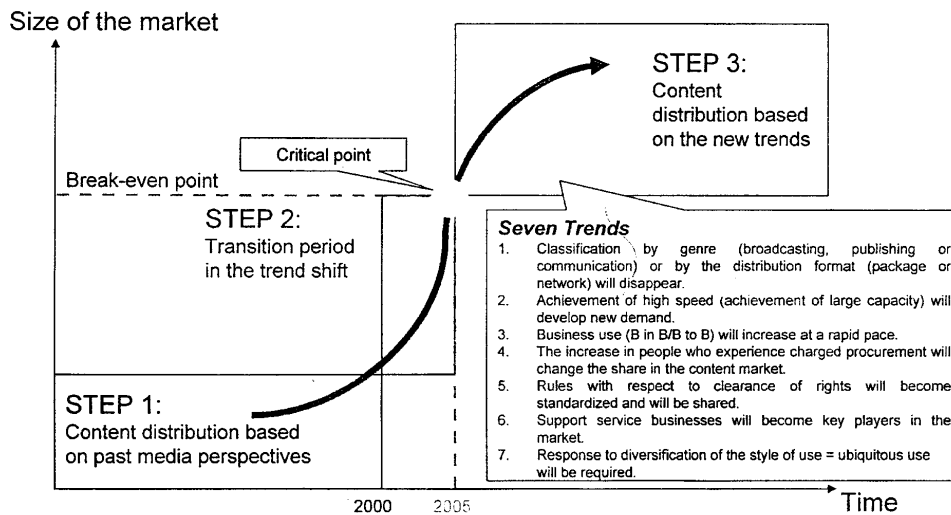 Size of the market
STEP 3:
Content
distribution based
on the new trends
Critical point
Break-even point
STEP 2:
Transition period
in the trend shift
Seven Trends
1. Classification by genre (broadcasting, publishing or
communication) or by the distribution format (package or
network) will disappear.
2. Achievement of high speed (achievement of large capacity) will
develop new demand.
3. Business use (B in B/B to B) will increase at a rapid pace.
4. The increase in people who experience charged procurement will
change the share in the content market.
5. Rules with respect to clearance of rights will become
standardized and will be shared.
6. Support service businesses will become key players in the
market.
7. Response to diversification of the style of use = ubiquitous use
will be required.
STEP 1:
Content distribution based
on past media perspectives
2000
2005
Time